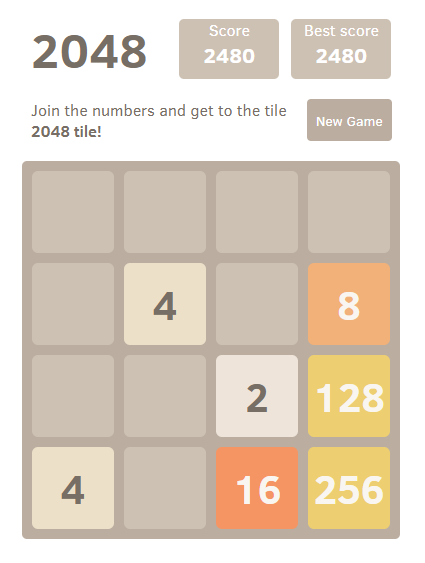 2048
Score
2480
Best score
2480
Join the numbers and get to the tile
2048 tile!
New Game
4 8
2 128
4 16 256